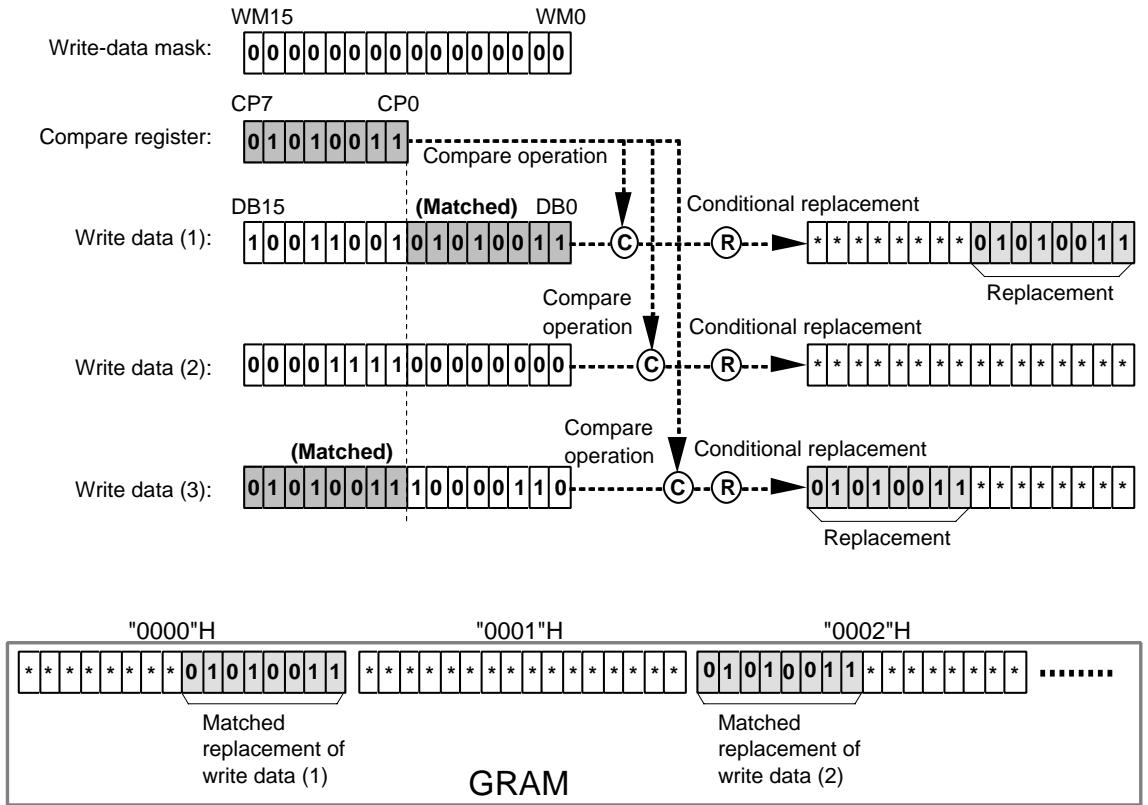 WM15 WM0
Write-data mask: 0 0 0 0 0 0 0 0 0 0 0 0 0 0 0 0
CP7 CP0
Compare register: 0 1 0 1 0 0 1 1
Compare operation
DB15 (Matched) DB0 Conditional replacement
Write data (1): 1 0 0 1 1 0 0 1 0 1 0 1 0 0 1 1 C R * * * * * * * * 0 1 0 1 0 0 1 1
Replacement
Compare
operation Conditional replacement
Write data (2): 0 0 0 0 1 1 1 1 0 0 0 0 0 0 0 0 C R * * * * * * * * * * * * * * * *
Compare
(Matched) operation Conditional replacement
Write data (3): 0 1 0 1 0 0 1 1 1 0 0 0 0 1 1 0 C R 0 1 0 1 0 0 1 1 * * * * * * * *
Replacement
"0000"H "0001"H "0002"H
* * * * * * * * 0 1 0 1 0 0 1 1 * * * * * * * * * * * * * * * * 0 1 0 1 0 0 1 1 * * * * * * * * ........
Matched Matched
replacement of replacement of
write data (1) write data (2)
GRAM